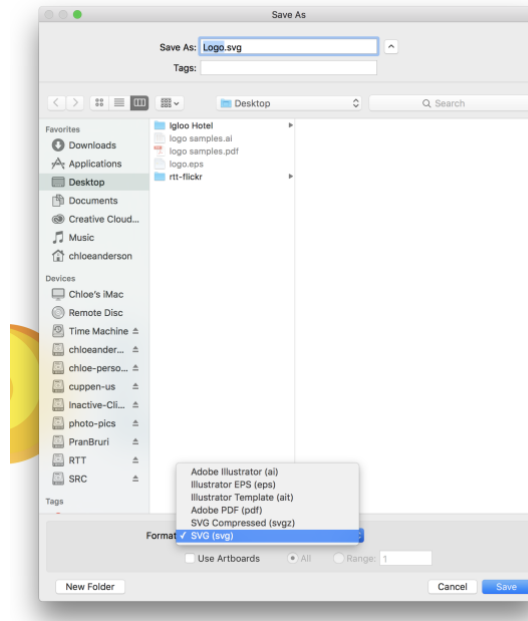 Save As
Save As: Logo.svg
Tags:
Desktop
Search
Favorites
Downloads
Applications
Desktop
Documents
Creative Cloud...
Music
chloeanderson
Devices
Chloe's iMac
Remote Disc
Time Machine
chloeander...
chloe-perso...
cuppen-us
Inactive-Cli...
photo-pics
PranBruri
RTT
SRC
Tags
Igloo Hotel
logo samples.ai
logo samples.pdf
logo.eps
rtt-flickr
Adobe Illustrator (ai)
Illustrator EPS (eps)
Illustrator Template (ait)
Adobe PDF (pdf)
SVG Compressed (svgz)
Format ✓ SVG (svg)
Use Artboards All Range: 1
New Folder Cancel Save